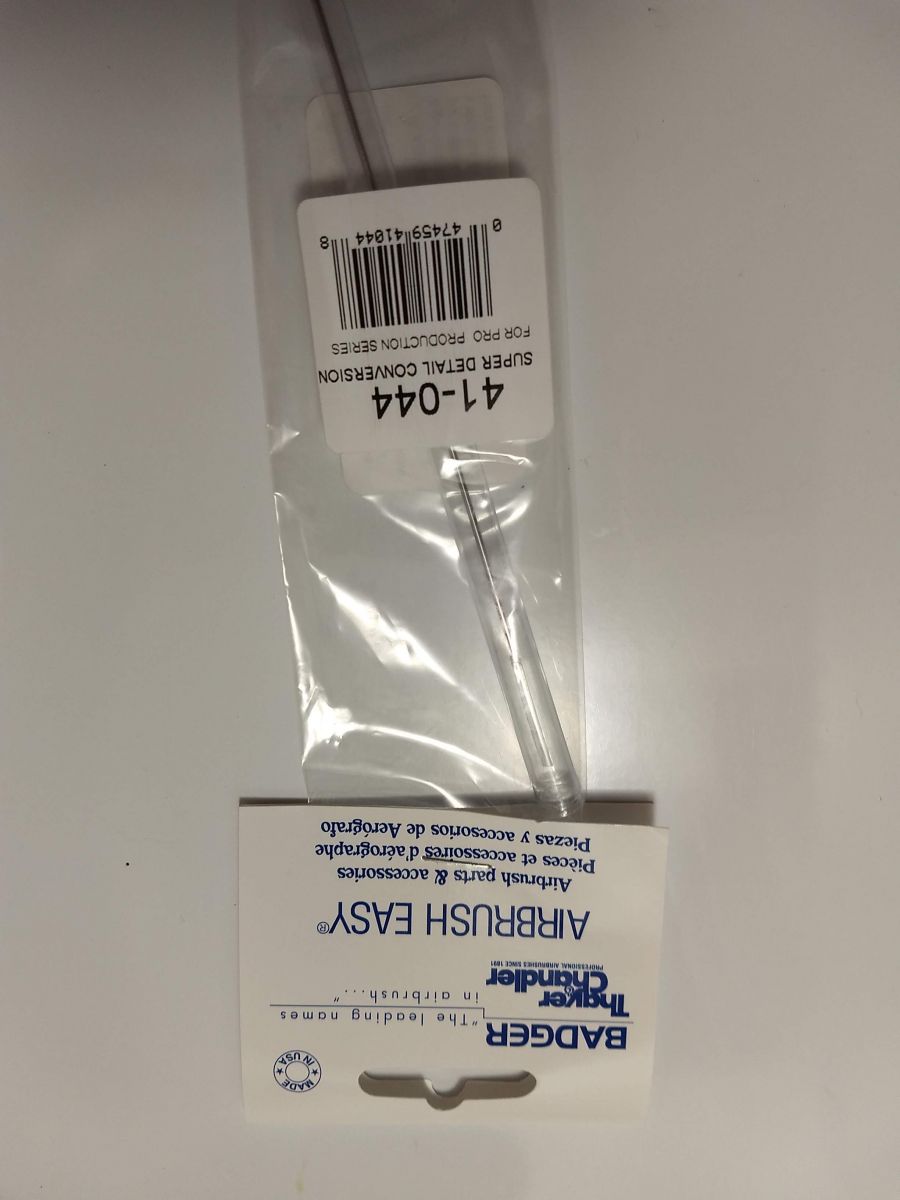 BADGER
"The leading names
in airbrush..."
Thayer
& Chandler
PROFESSIONAL AIRBRUSHES SINCE 1891
MADE
IN USA
AIRBRUSH EASY®
Airbrush parts & accessories
Pièces et accessoires d'aérographe
Piezas y accesorios de Aerógrafo
41-044
SUPER DETAIL CONVERSION
FOR PRO PRODUCTION SERIES
0 47459 41044 8